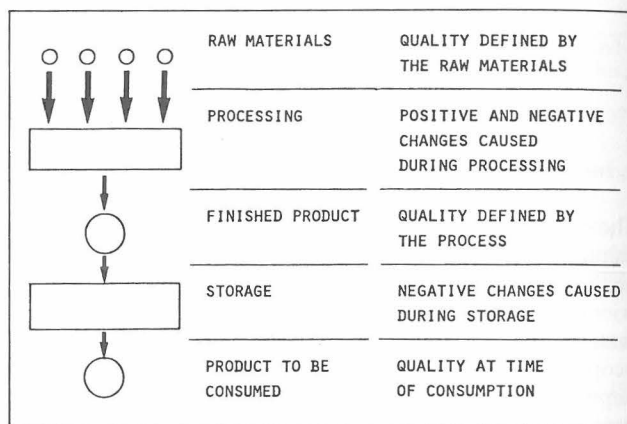 RAW MATERIALS
QUALITY DEFINED BY
THE RAW MATERIALS
PROCESSING
POSITIVE AND NEGATIVE
CHANGES CAUSED
DURING PROCESSING
FINISHED PRODUCT
QUALITY DEFINED BY
THE PROCESS
STORAGE
NEGATIVE CHANGES CAUSED
DURING STORAGE
PRODUCT TO BE
CONSUMED
QUALITY AT TIME
OF CONSUMPTION